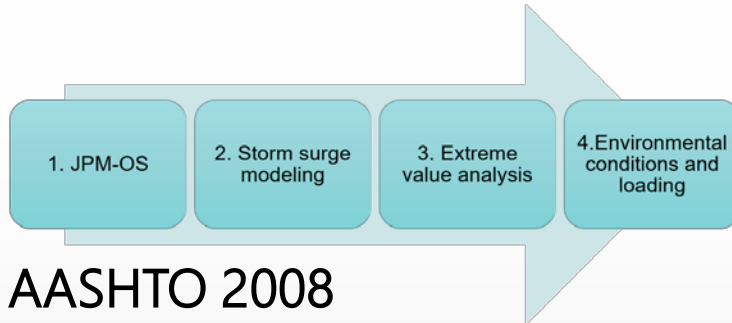 1. JPM-OS
2. Storm surge
modeling
3. Extreme
value analysis
4.Environmental
conditions and
loading
AASHTO 2008